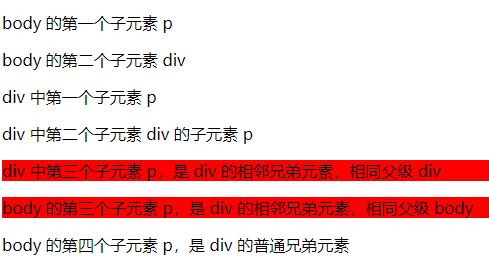 body 的第一个子元素 p
body 的第二个子元素 div
div 中第一个子元素 p
div 中第二个子元素 div 的子元素 p
div 中第三个子元素 p，是 div 的相邻兄弟元素，相同父级 div
body 的第三个子元素 p，是 div 的相邻兄弟元素，相同父级 body
body 的第四个子元素 p，是 div 的普通兄弟元素